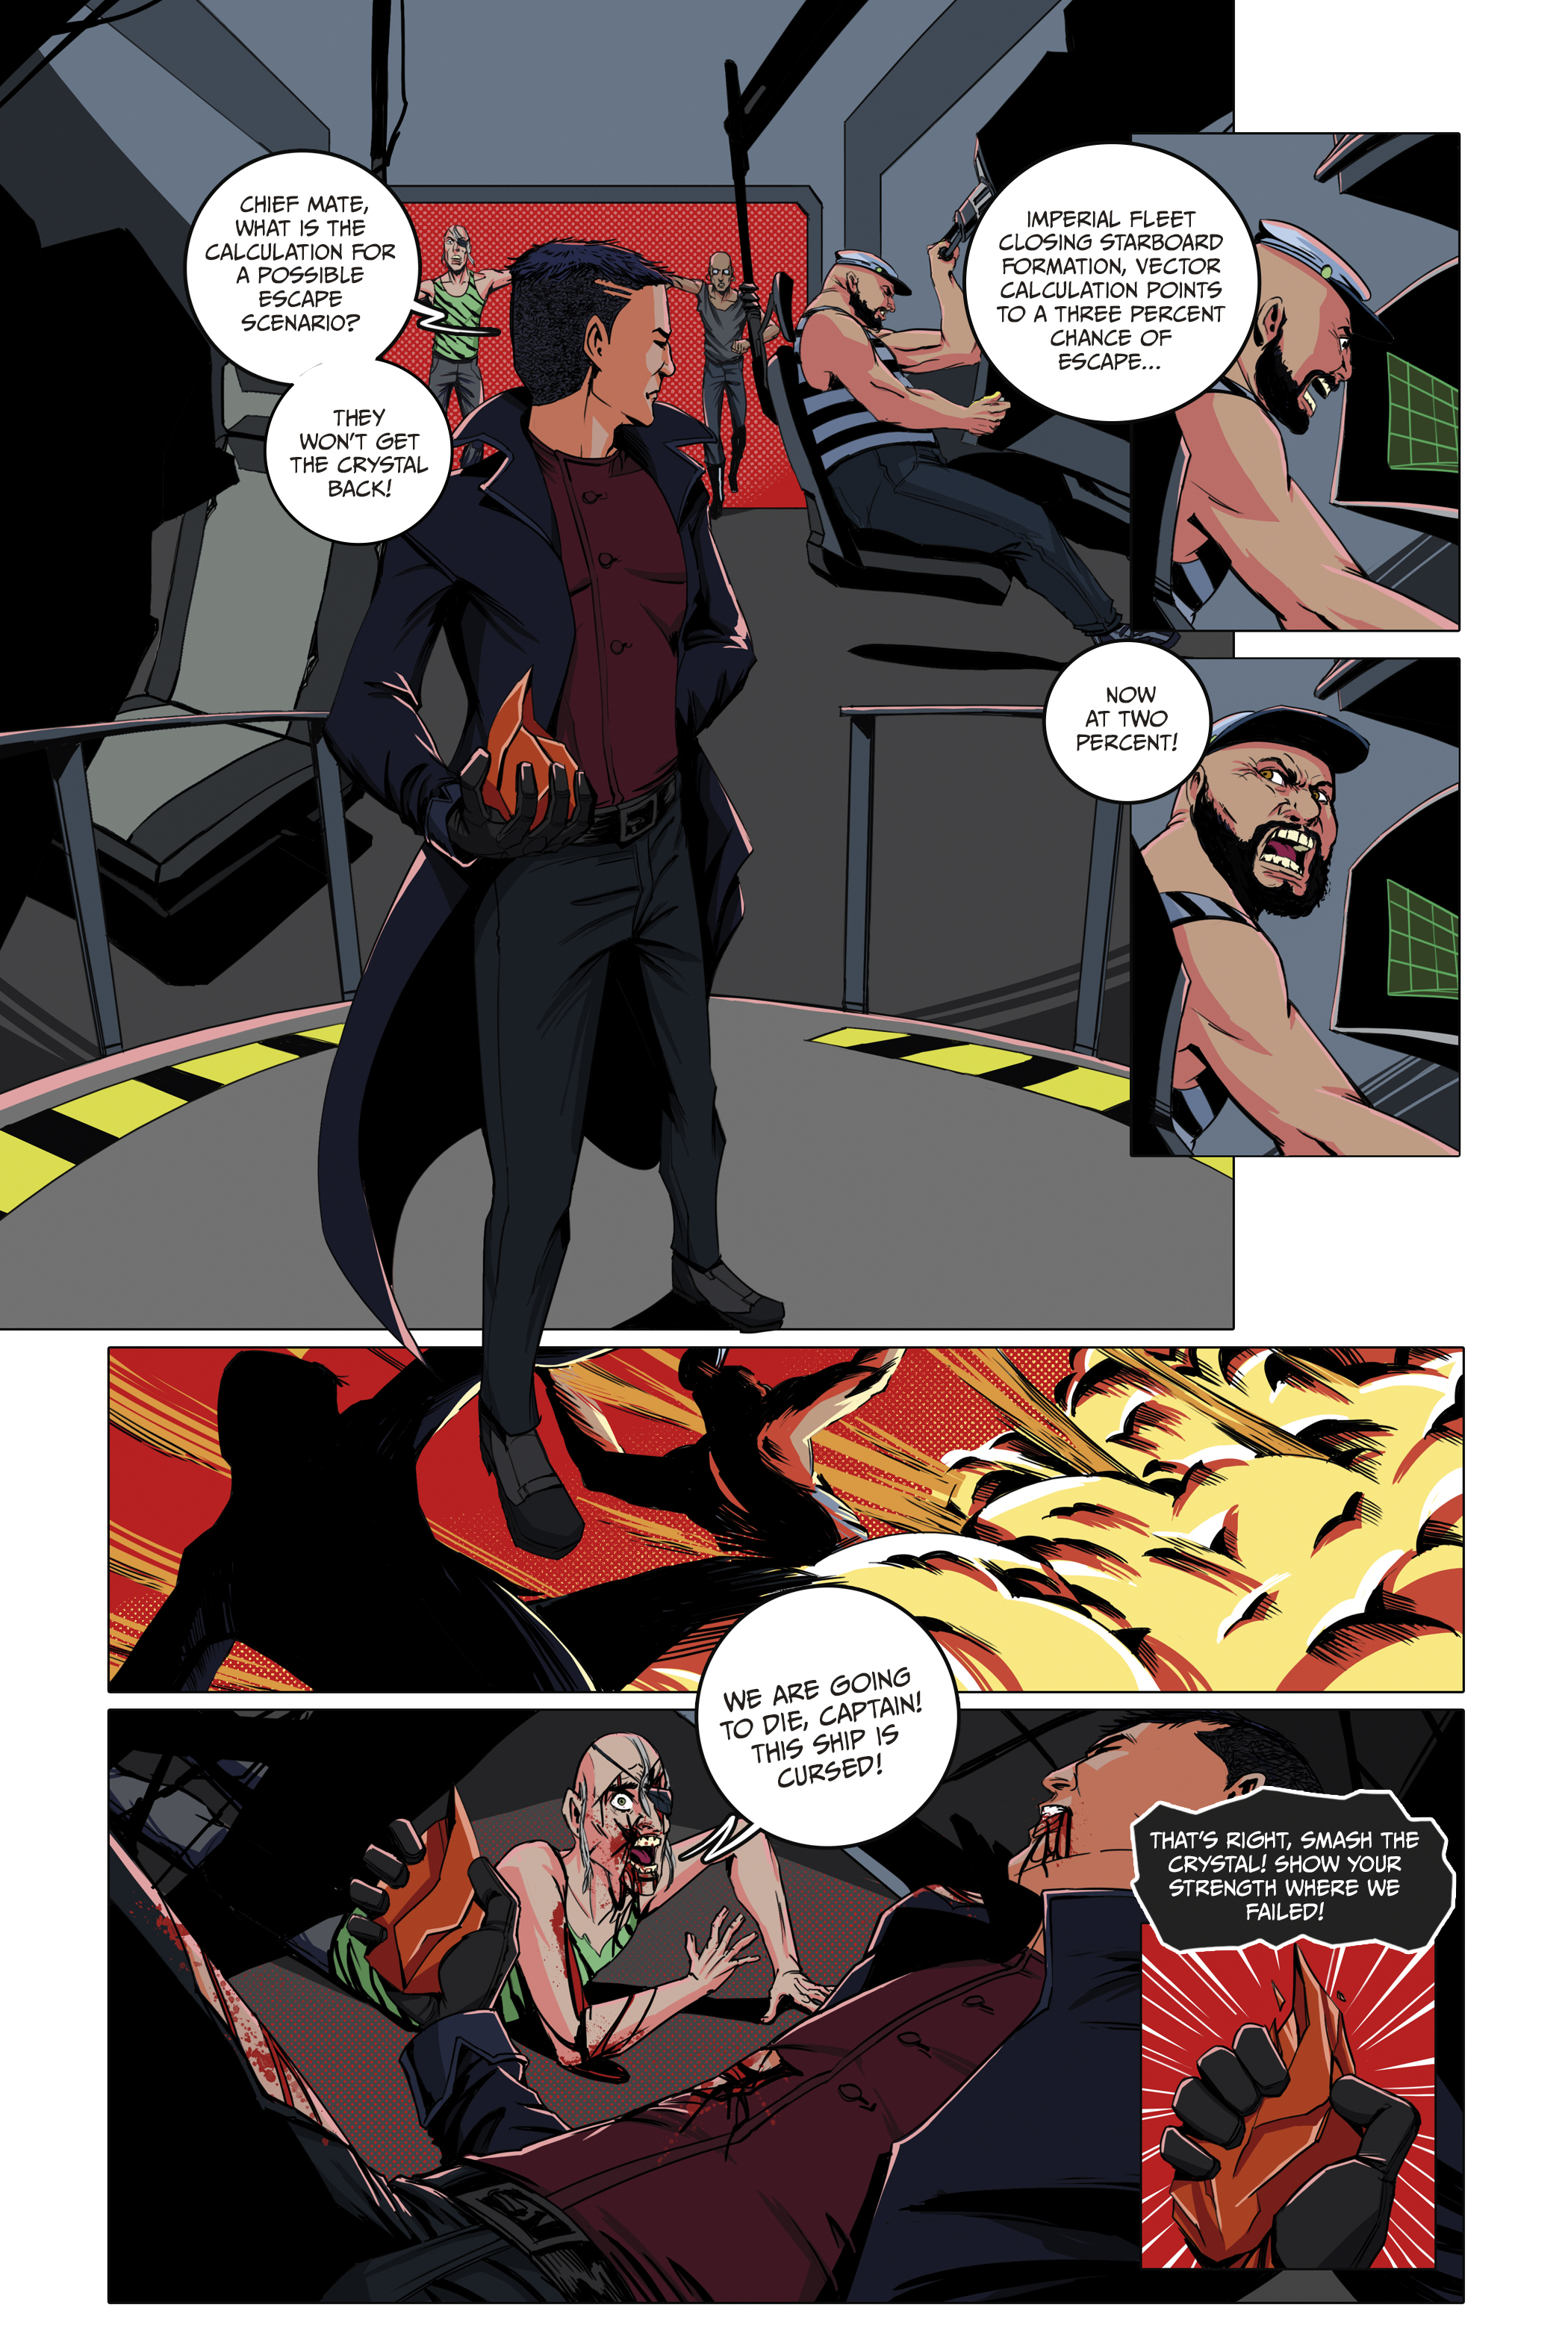 CHIEF MATE,
WHAT IS THE
CALCULATION FOR
A POSSIBLE
ESCAPE
SCENARIO?
THEY
WON'T GET
THE CRYSTAL
BACK!
IMPERIAL FLEET
CLOSING STARBOARD
FORMATION, VECTOR
CALCULATION POINTS
TO A THREE PERCENT
CHANCE OF
ESCAPE...
NOW
AT TWO
PERCENT!
WE ARE GOING
TO DIE, CAPTAIN!
THIS SHIP IS
CURSED!
THAT'S RIGHT, SMASH THE
CRYSTAL! SHOW YOUR
STRENGTH WHERE WE
FAILED!